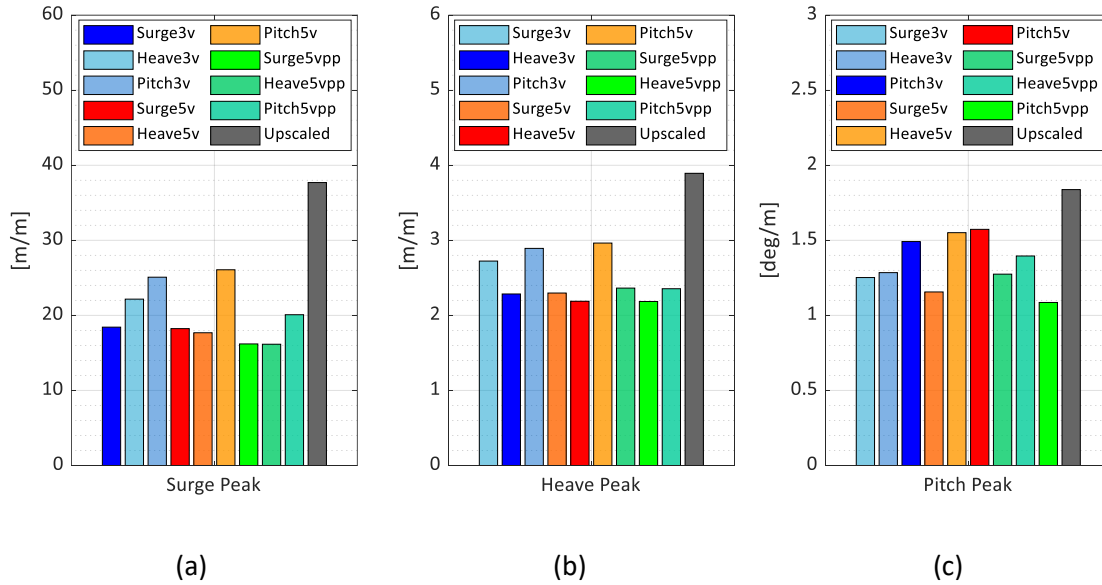 60
50
40
30
20
10
0
[m/m]
Surge3v
Heave3v
Pitch3v
Surge5v
Heave5v
Pitch5v
Surge5vpp
Heave5vpp
Pitch5vpp
Upscaled
Surge Peak
(a)
6
5
4
3
2
1
0
[m/m]
Surge3v
Heave3v
Pitch3v
Surge5v
Heave5v
Pitch5v
Surge5vpp
Heave5vpp
Pitch5vpp
Upscaled
Heave Peak
(b)
3
2.5
2
1.5
1
0.5
0
[deg/m]
Surge3v
Heave3v
Pitch3v
Surge5v
Heave5v
Pitch5v
Surge5vpp
Heave5vpp
Pitch5vpp
Upscaled
Pitch Peak
(c)